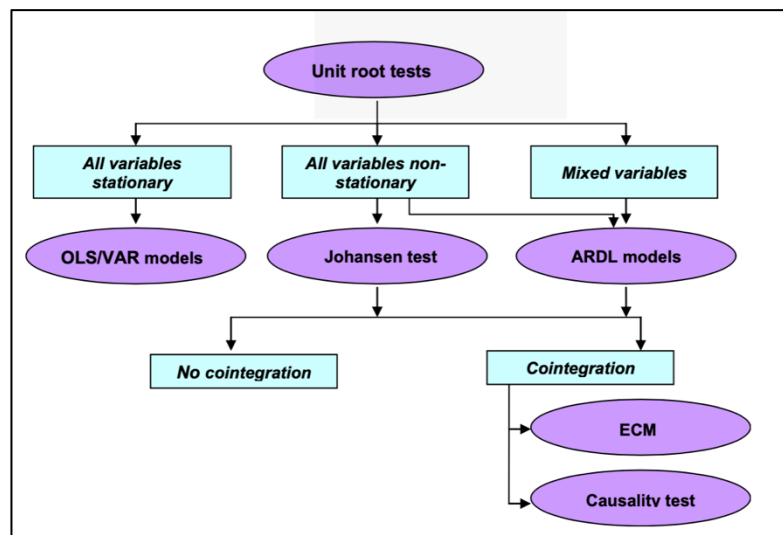 Unit root tests
All variables
stationary
All variables non-
stationary
Mixed variables
OLS/VAR models
Johansen test
ARDL models
No cointegration
Cointegration
ECM
Causality test